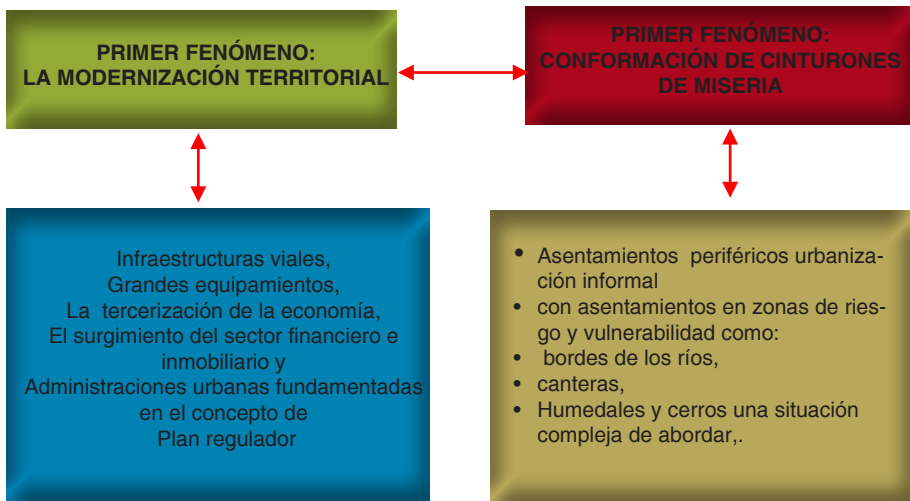 PRIMER FENÓMENO:
LA MODERNIZACIÓN TERRITORIAL
PRIMER FENÓMENO:
CONFORMACIÓN DE CINTURONES
DE MISERIA
Infraestructuras viales,
Grandes equipamientos,
La tercerización de la economía,
El surgimiento del sector financiero e
inmobiliario y
Administraciones urbanas fundamentadas
en el concepto de
Plan regulador
• Asentamientos periféricos urbaniza-
ción informal
• con asentamientos en zonas de ries-
go y vulnerabilidad como:
• bordes de los ríos,
• canteras,
• Humedales y cerros una situación
compleja de abordar,.